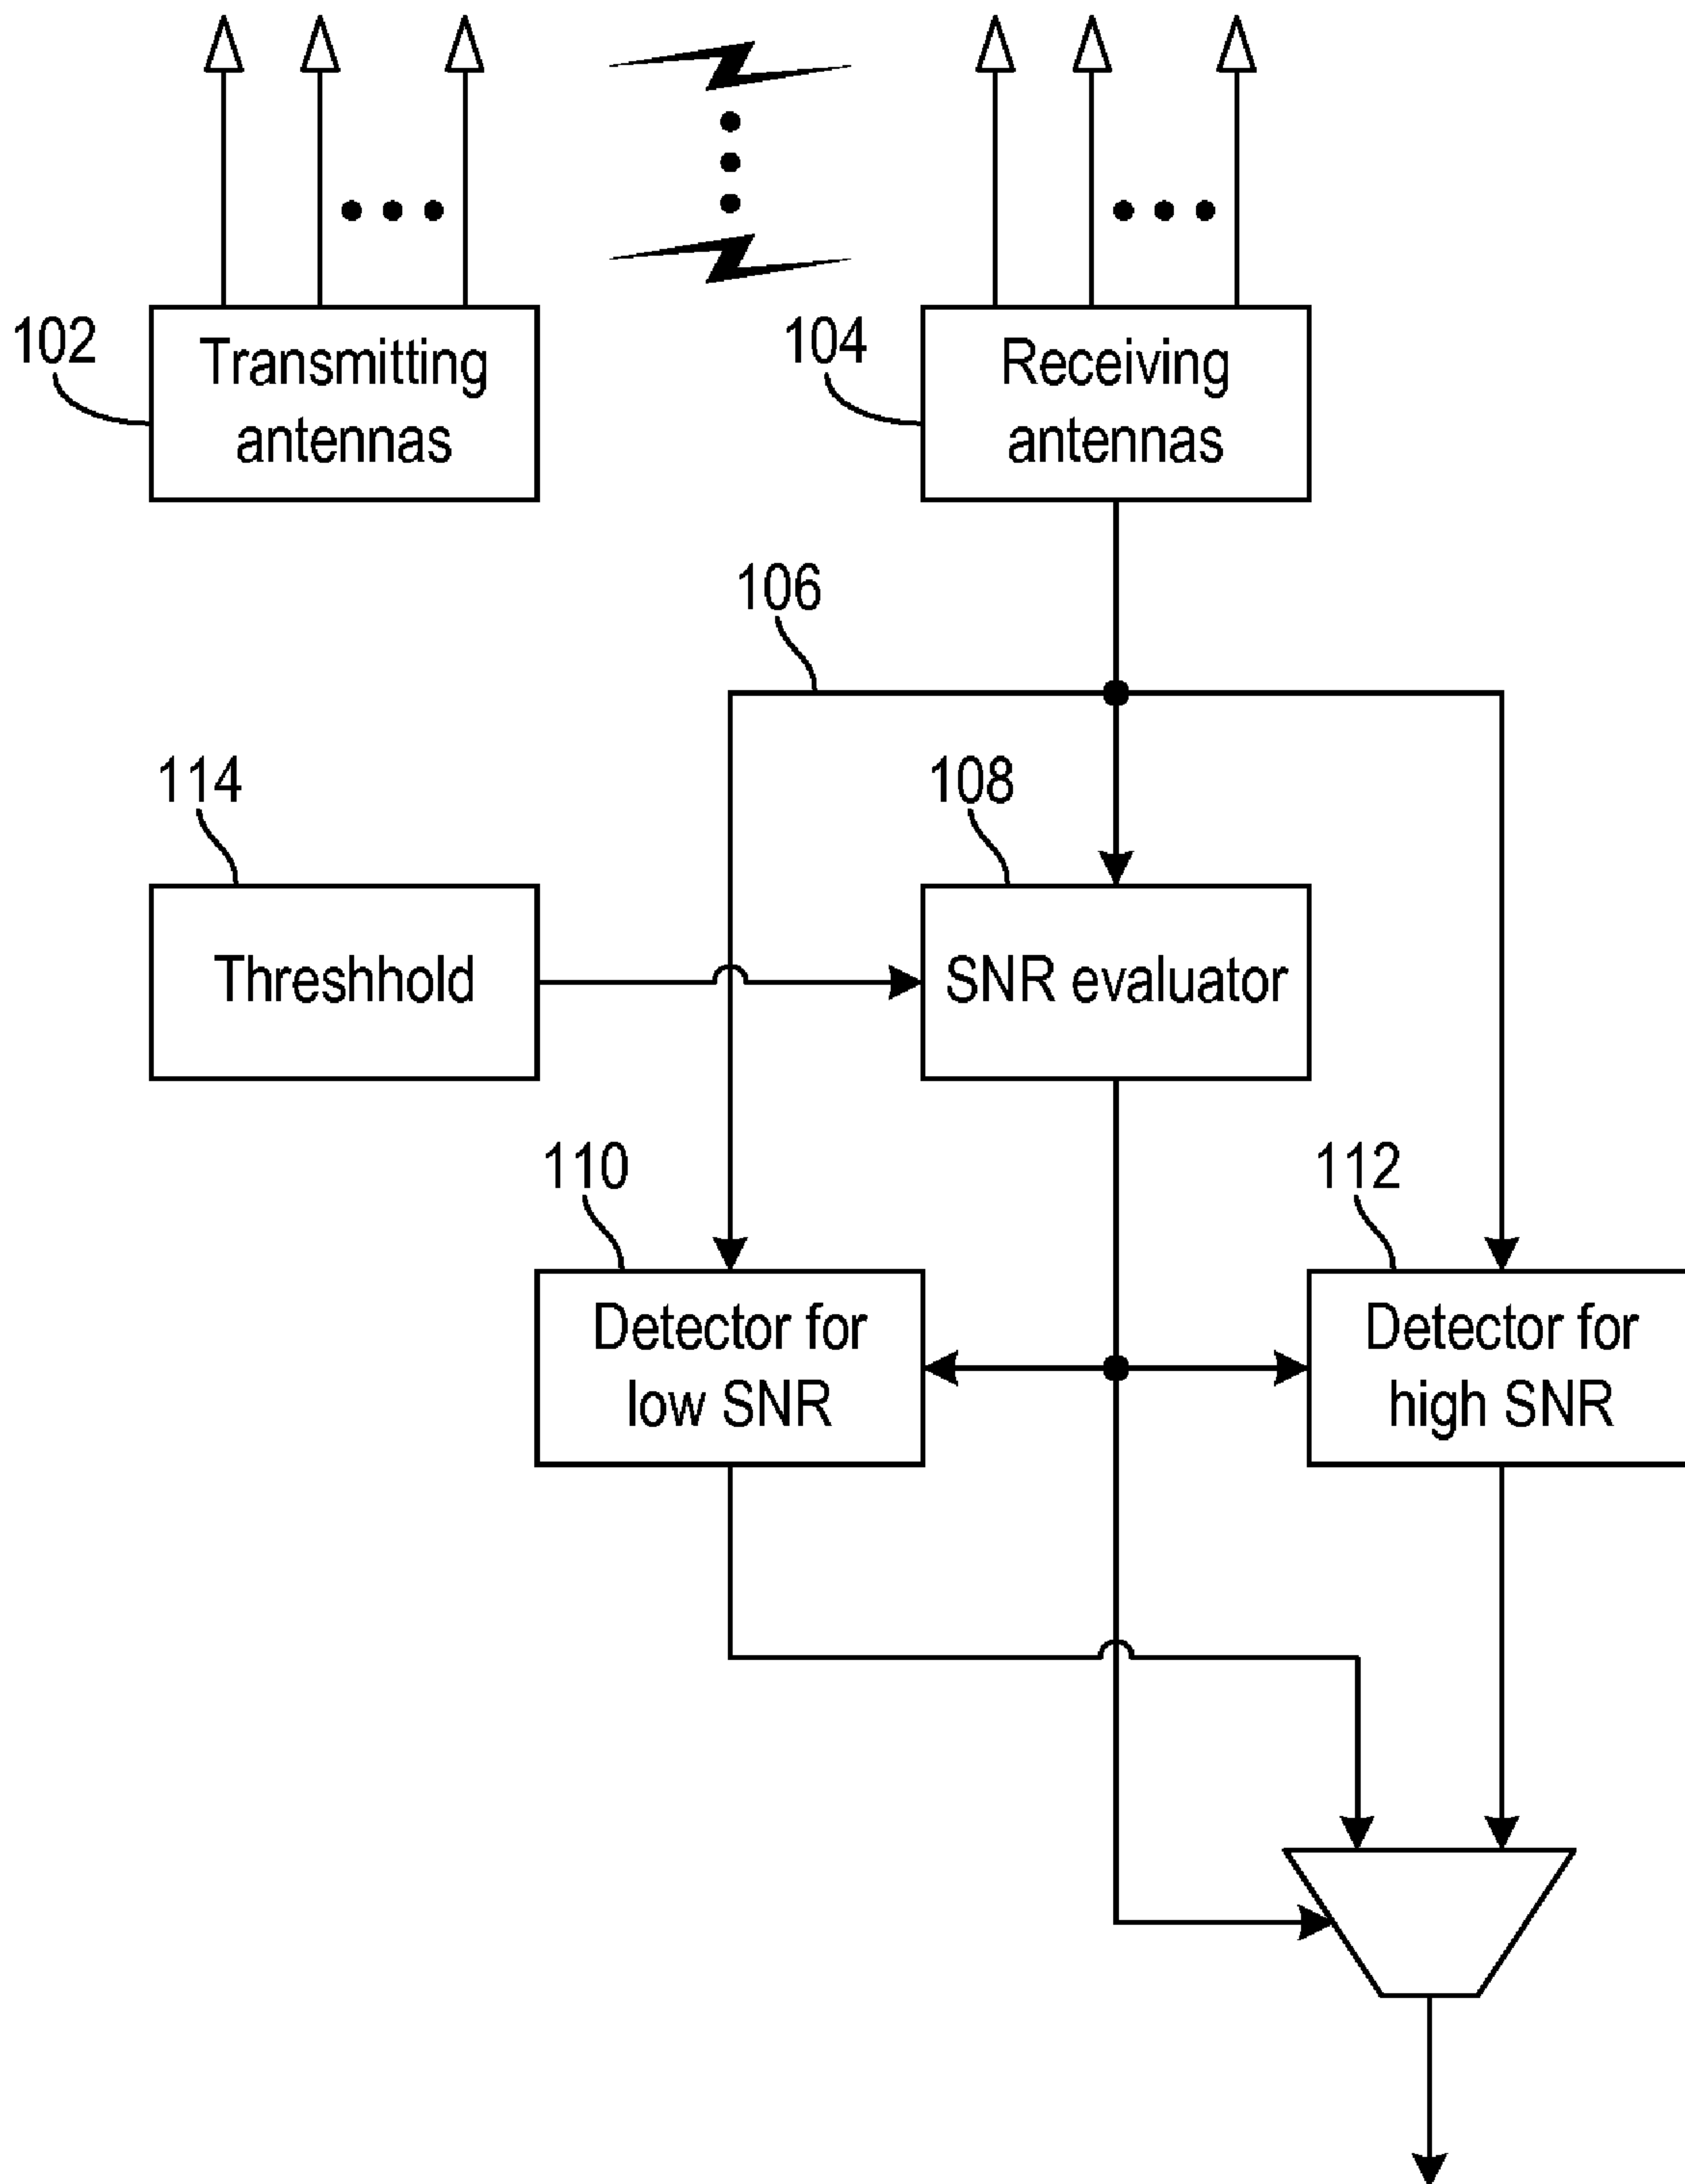 102
Transmitting
antennas
104
Receiving
antennas
106
114
Threshhold
108
SNR evaluator
110
Detector for
low SNR
112
Detector for
high SNR